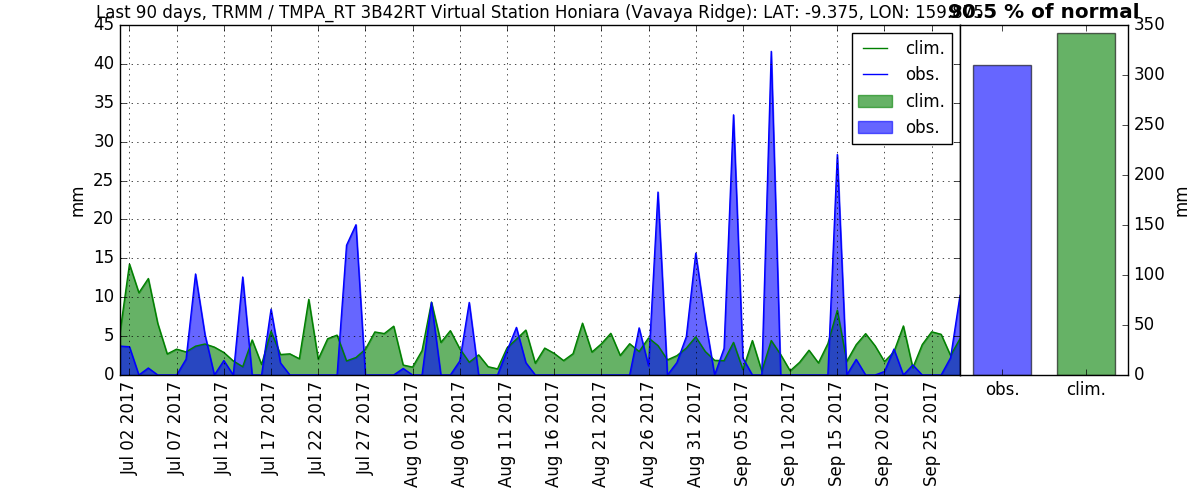 Last 90 days, TRMM / TMPA_RT 3B42RT Virtual Station Honiara (Vavaya Ridge): LAT: -9.375, LON: 159.875
90.5 % of normal
45
40
35
30
25
20
15
10
5
0
mm
clim.
obs.
clim.
obs.
350
300
250
200
150
100
50
0
mm
obs.
clim.
Jul 02 2017
Jul 07 2017
Jul 12 2017
Jul 17 2017
Jul 22 2017
Jul 27 2017
Aug 01 2017
Aug 06 2017
Aug 11 2017
Aug 16 2017
Aug 21 2017
Aug 26 2017
Aug 31 2017
Sep 05 2017
Sep 10 2017
Sep 15 2017
Sep 20 2017
Sep 25 2017